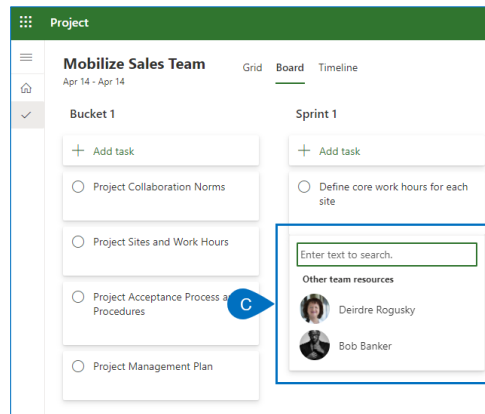 Project
Mobilize Sales Team
Grid Board Timeline
Apr 14 - Apr 14
Bucket 1
Add task
Project Collaboration Norms
Project Sites and Work Hours
Project Acceptance Process a
Procedures
Project Management Plan
Sprint 1
Add task
Define core work hours for each
site
Enter text to search.
Other team resources
Deirdre Rogusky
Bob Banker
C